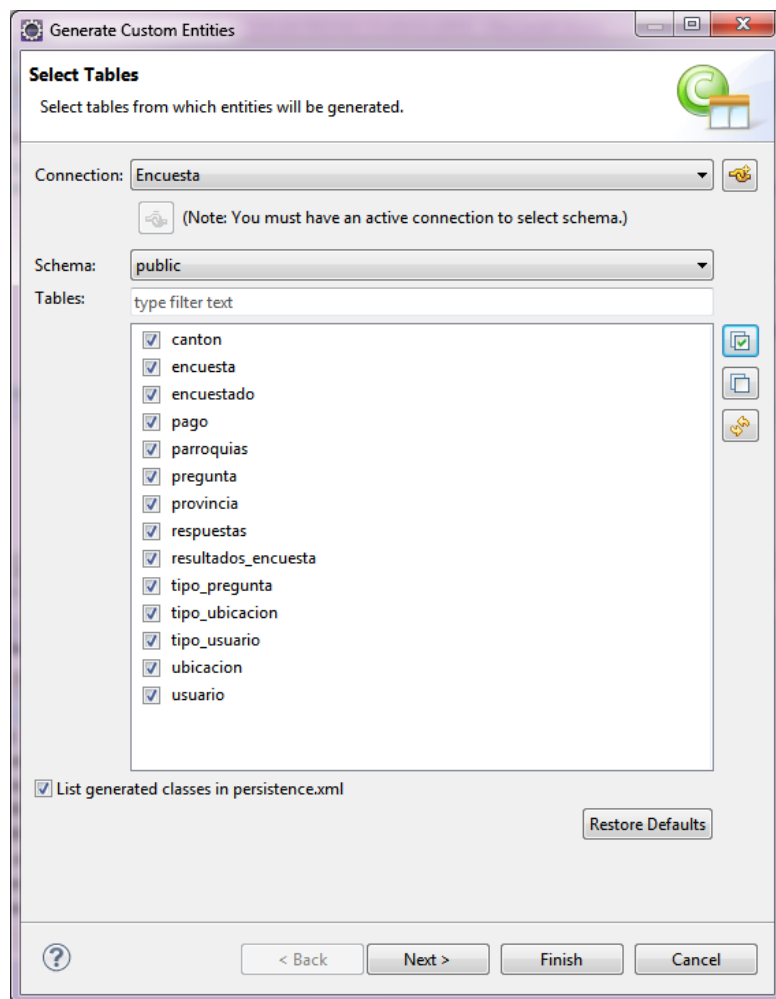 Generate Custom Entities
Select Tables
Select tables from which entities will be generated.
Connection: Encuesta
(Note: You must have an active connection to select schema.)
Schema: public
Tables: type filter text
canton
encuesta
encuestado
pago
parroquias
pregunta
provincia
respuestas
resultados_encuesta
tipo_pregunta
tipo_ubicacion
tipo_usuario
ubicacion
usuario
List generated classes in persistence.xml
Restore Defaults
? < Back Next > Finish Cancel